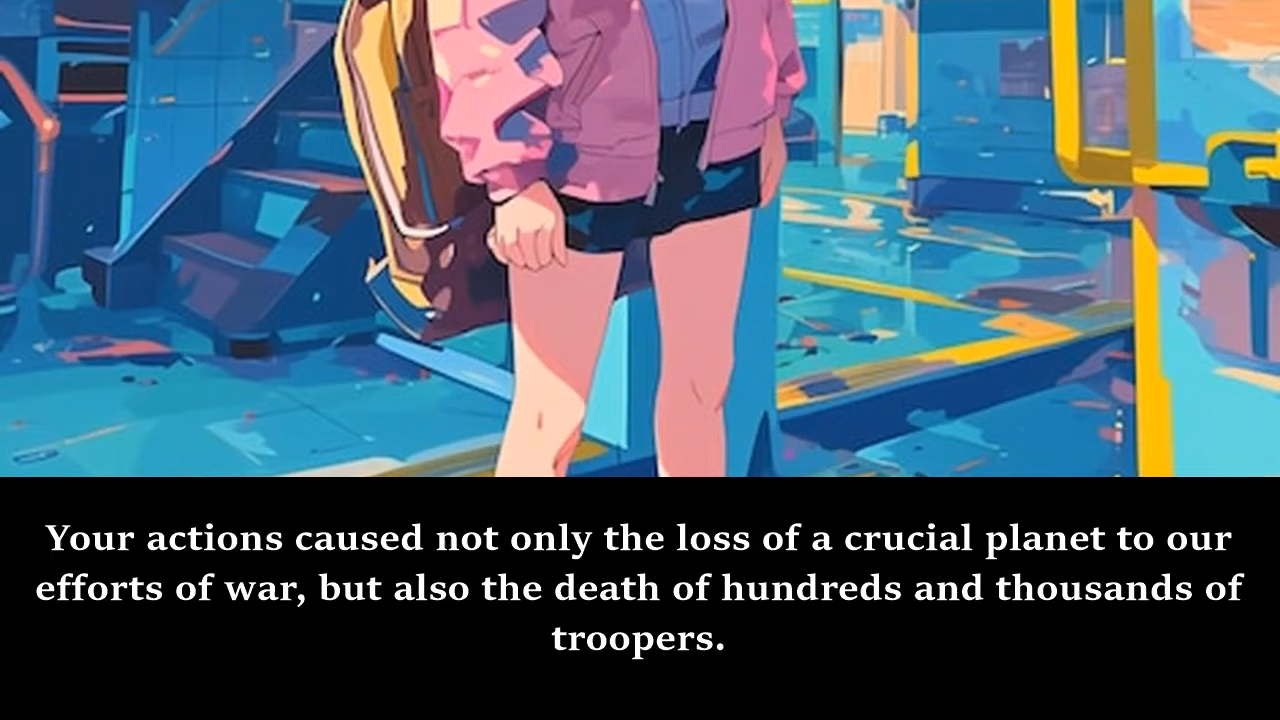 Your actions caused not only the loss of a crucial planet to our
efforts of war, but also the death of hundreds and thousands of
troopers.